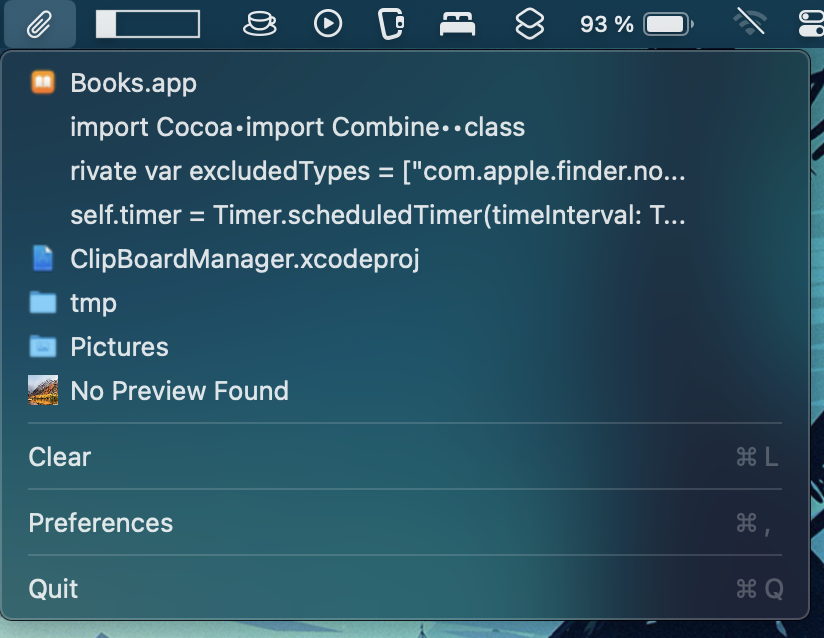 93 %
Books.app
import Cocoa•import Combine••class
rivate var excludedTypes = ["com.apple.finder.no...
self.timer = Timer.scheduledTimer(timeInterval: T...
ClipBoardManager.xcodeproj
tmp
Pictures
No Preview Found
Clear ⌘ L
Preferences ⌘ ,
Quit ⌘ Q